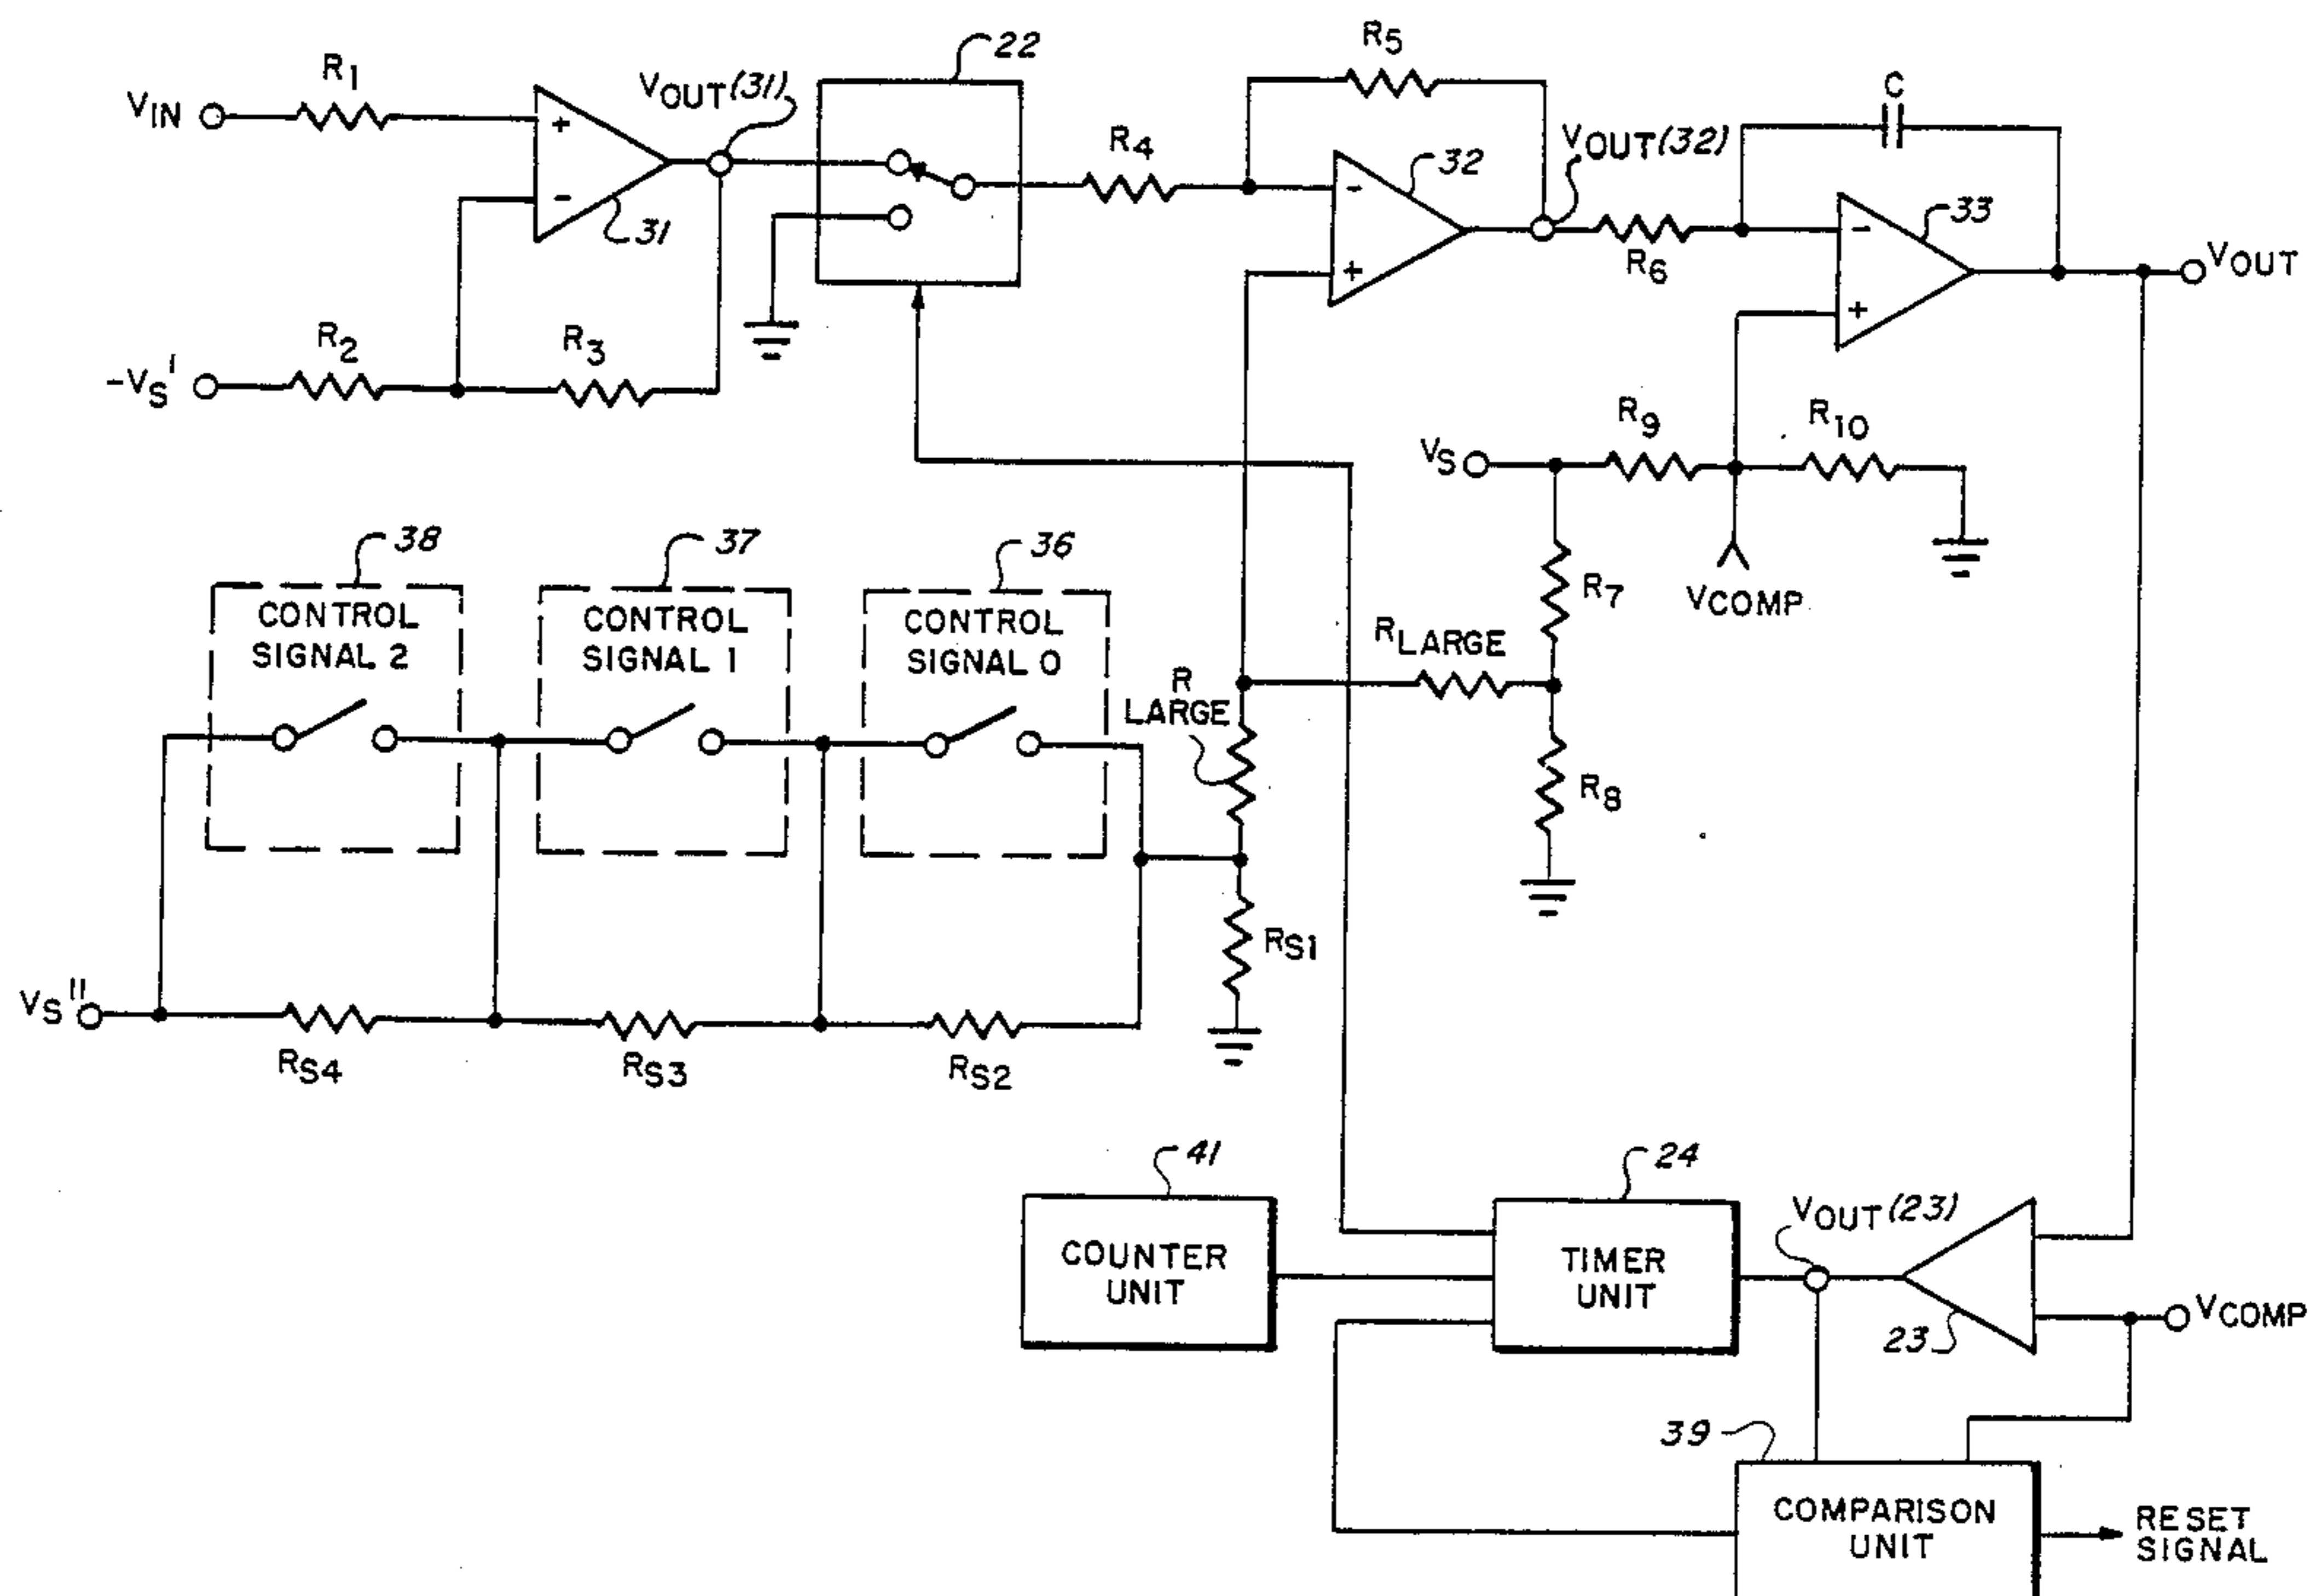 22
R5
R1
VOUT(31)
C
VIN
R4
VOUT(32)
32
33
+
-
31
-
+
R6
-
+
VOUT
R2
R3
-VS'
R9
R10
VS
38
37
36
CONTROL
SIGNAL 2
CONTROL
SIGNAL 1
CONTROL
SIGNAL 0
R7
VCOMP
RLARGE
R
LARGE
R8
RS1
VS"
RS4
RS3
RS2
41
24
VOUT(23)
COUNTER
UNIT
TIMER
UNIT
23
VCOMP
39
COMPARISON
UNIT
RESET
SIGNAL